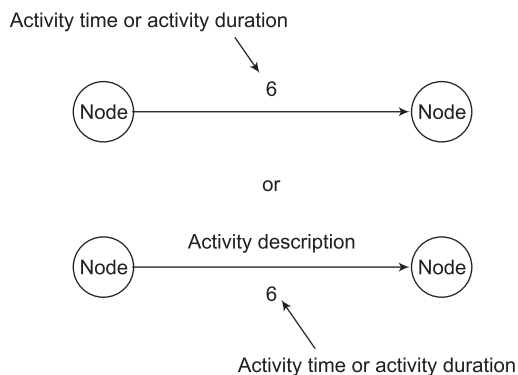 Activity time or activity duration
6
Node Node
or
Activity description
Node Node
6
Activity time or activity duration